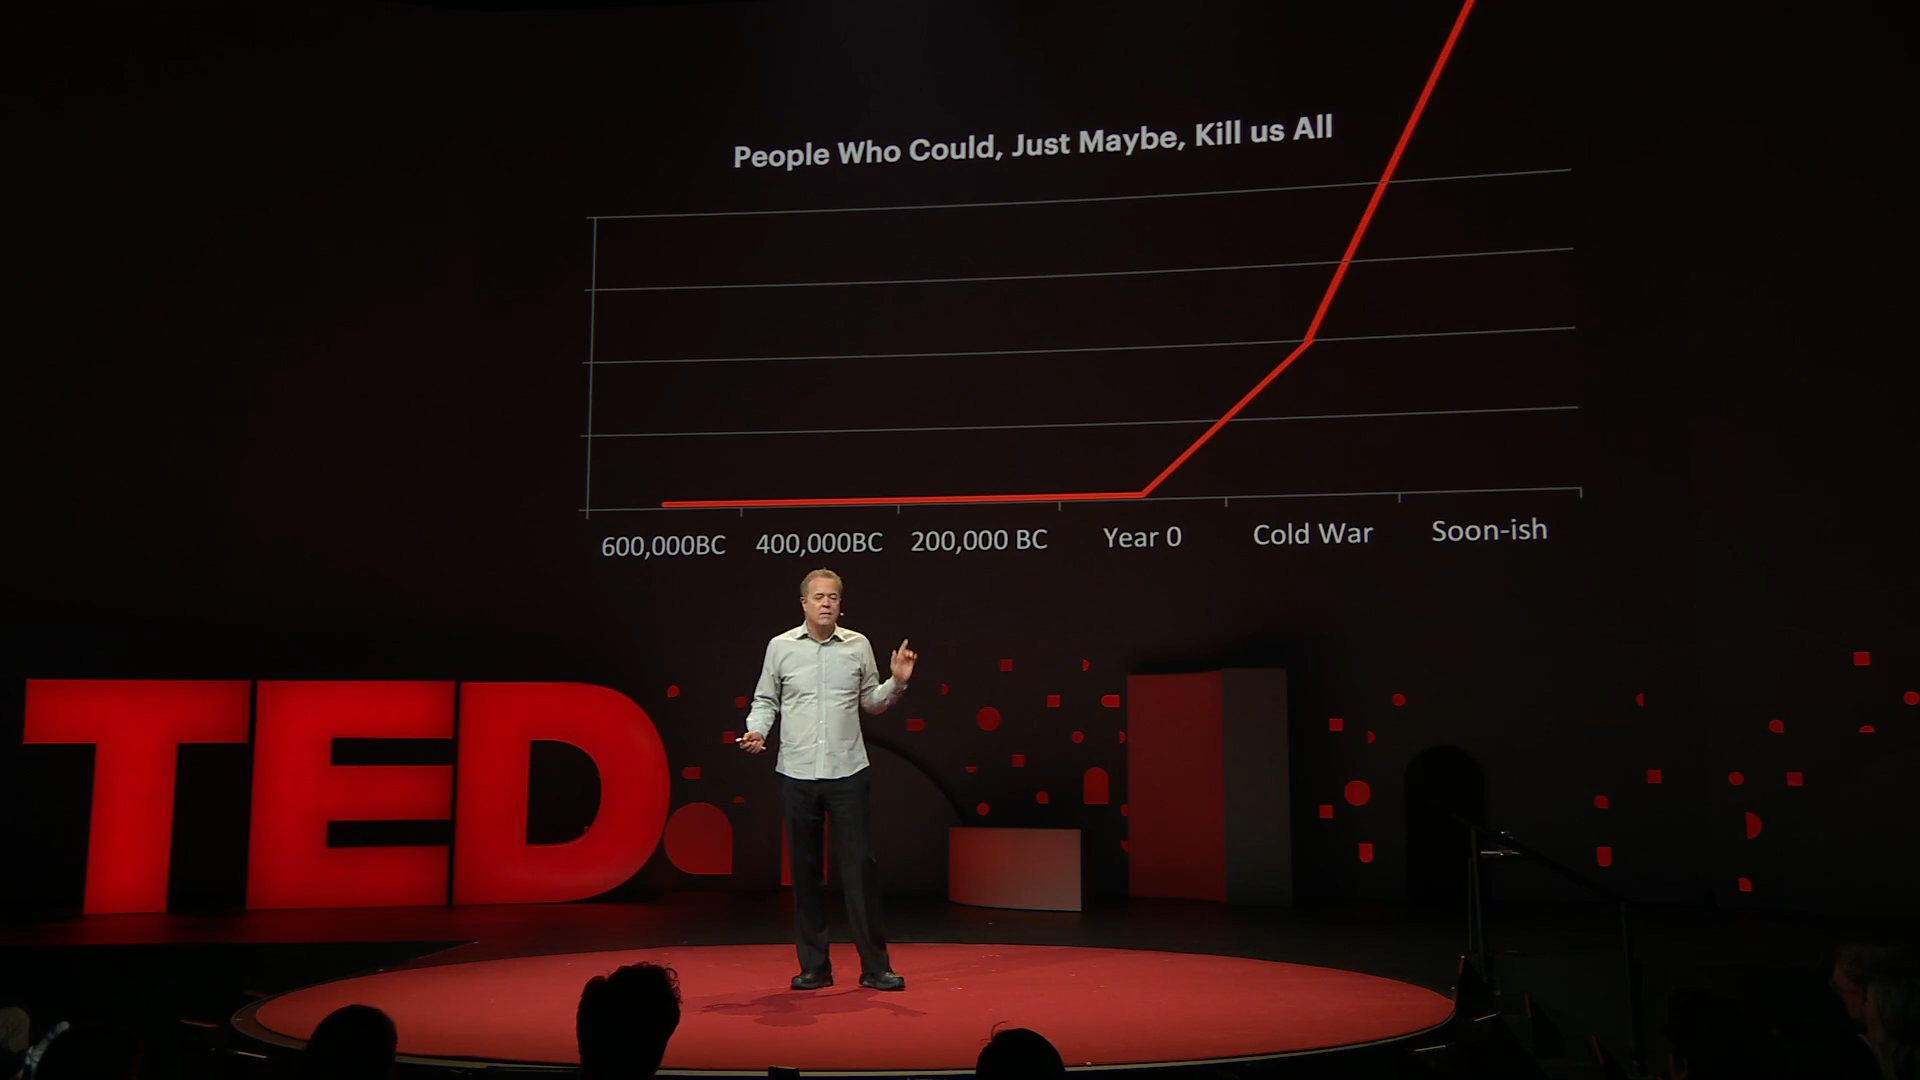 People Who Could, Just Maybe, Kill us All
600,000BC 400,000BC 200,000 BC Year 0 Cold War Soon-ish
TED